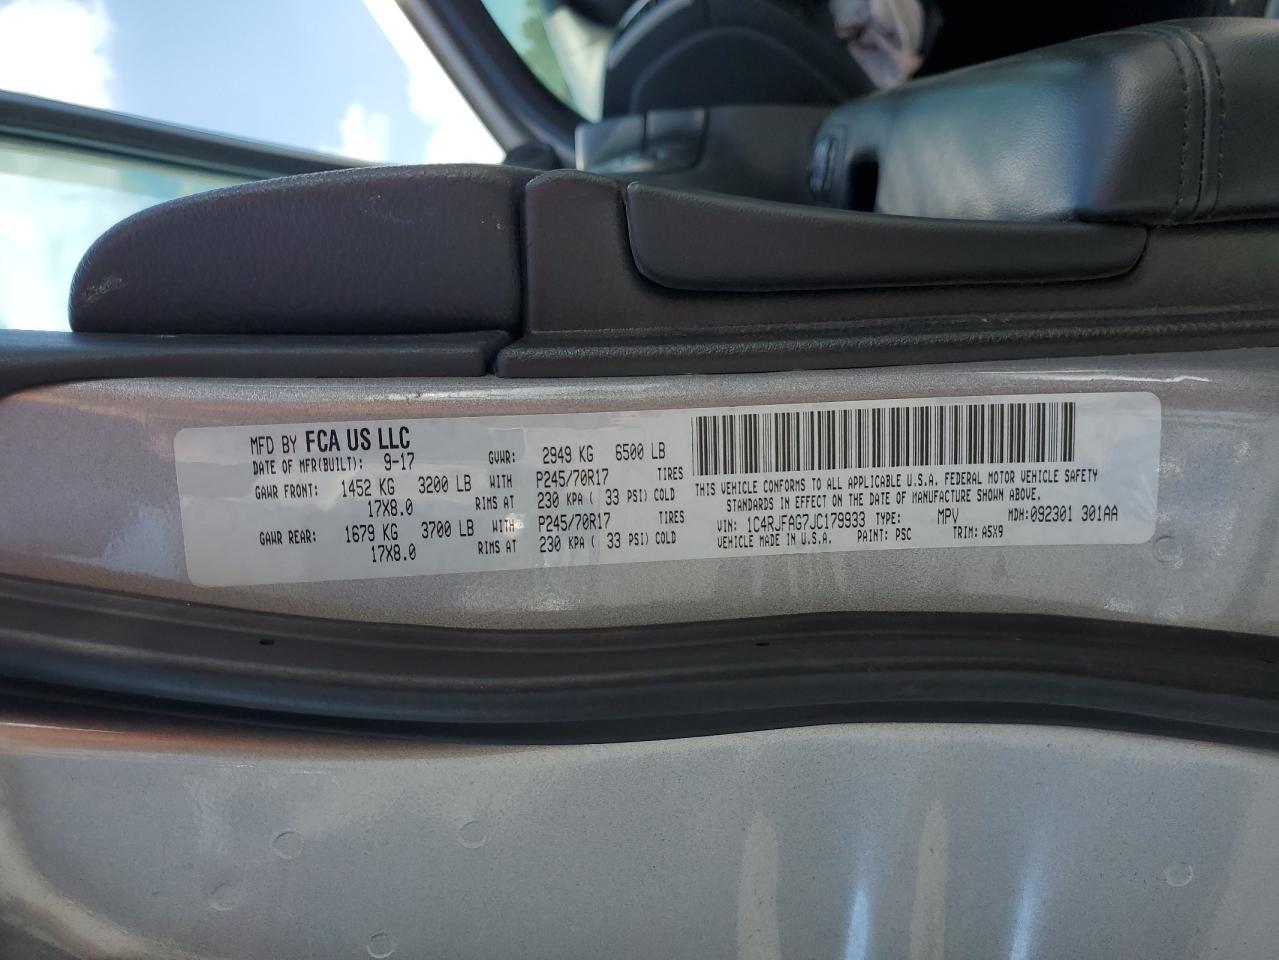 MFD BY FCA US LLC
DATE OF MFR(BUILT): 9-17 GVWR: 2949 KG 6500 LB
GAWR FRONT: 1452 KG 3200 LB WITH P245/70R17 TIRES
17X8.0 RIMS AT 230 KPA ( 33 PSI) COLD
GAWR REAR: 1679 KG 3700 LB WITH P245/70R17 TIRES
17X8.0 RIMS AT 230 KPA ( 33 PSI) COLD
THIS VEHICLE CONFORMS TO ALL APPLICABLE U.S.A. FEDERAL MOTOR VEHICLE SAFETY
STANDARDS IN EFFECT ON THE DATE OF MANUFACTURE SHOWN ABOVE.
VIN: 1C4RJFAG7JC179933 TYPE: MPV MDH:092301 301AA
VEHICLE MADE IN U.S.A. PAINT: PSC TRIM: A5X9